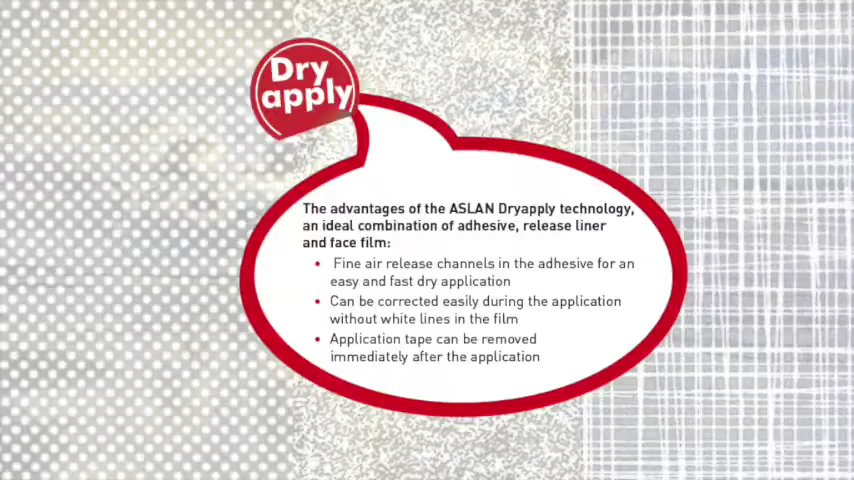 Dry
apply
The advantages of the ASLAN Dryapply technology,
an ideal combination of adhesive, release liner
and face film:
• Fine air release channels in the adhesive for an
easy and fast dry application
• Can be corrected easily during the application
without white lines in the film
• Application tape can be removed
immediately after the application